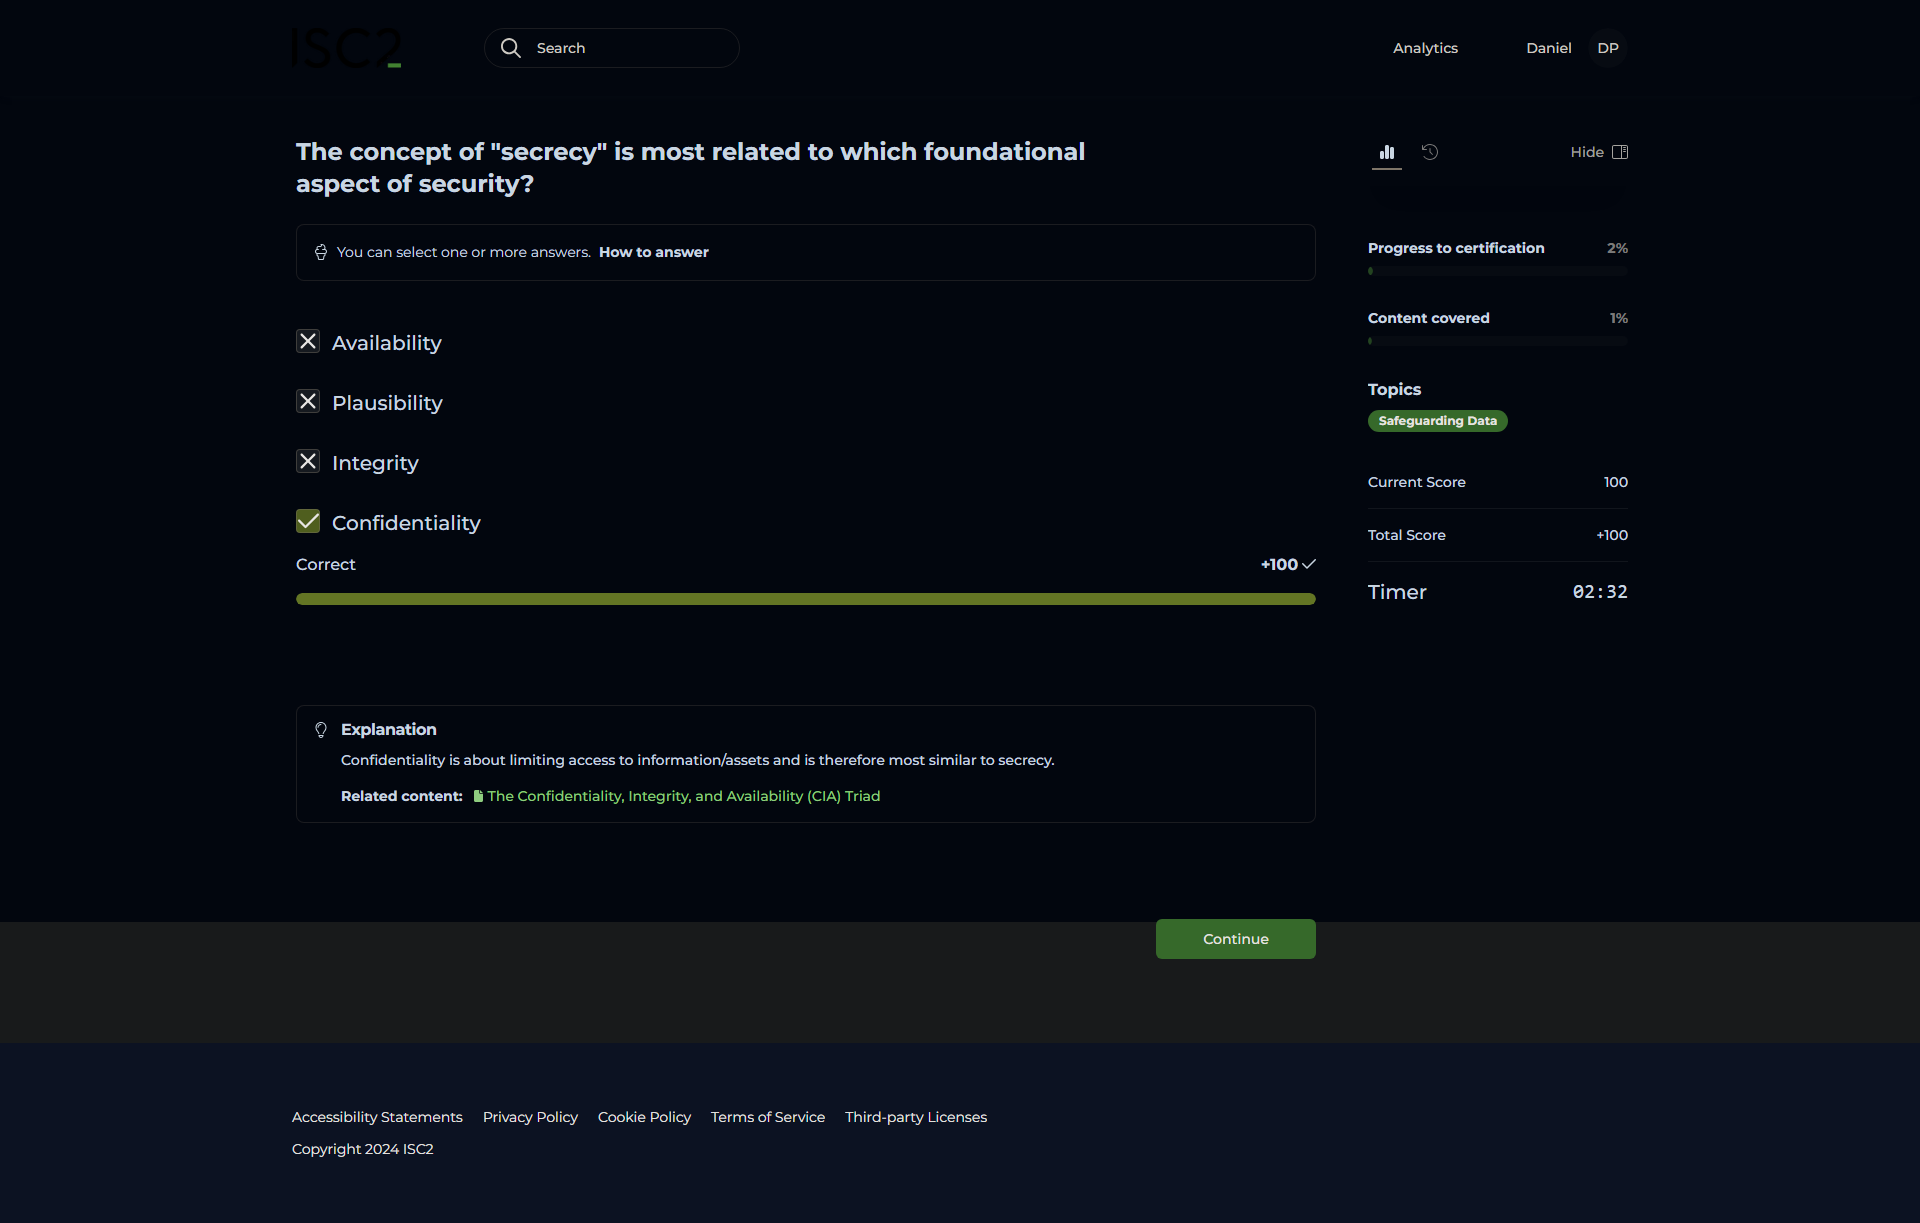 ISC2
Search
Analytics
Daniel
DP
The concept of "secrecy" is most related to which foundational
aspect of security?
You can select one or more answers. How to answer
Availability
Plausibility
Integrity
Confidentiality
Correct
+100
Explanation
Confidentiality is about limiting access to information/assets and is therefore most similar to secrecy.
Related content: The Confidentiality, Integrity, and Availability (CIA) Triad
Continue
Hide
Progress to certification 2%
Content covered 1%
Topics
Safeguarding Data
Current Score 100
Total Score +100
Timer 02:32
Accessibility Statements Privacy Policy Cookie Policy Terms of Service Third-party Licenses
Copyright 2024 ISC2